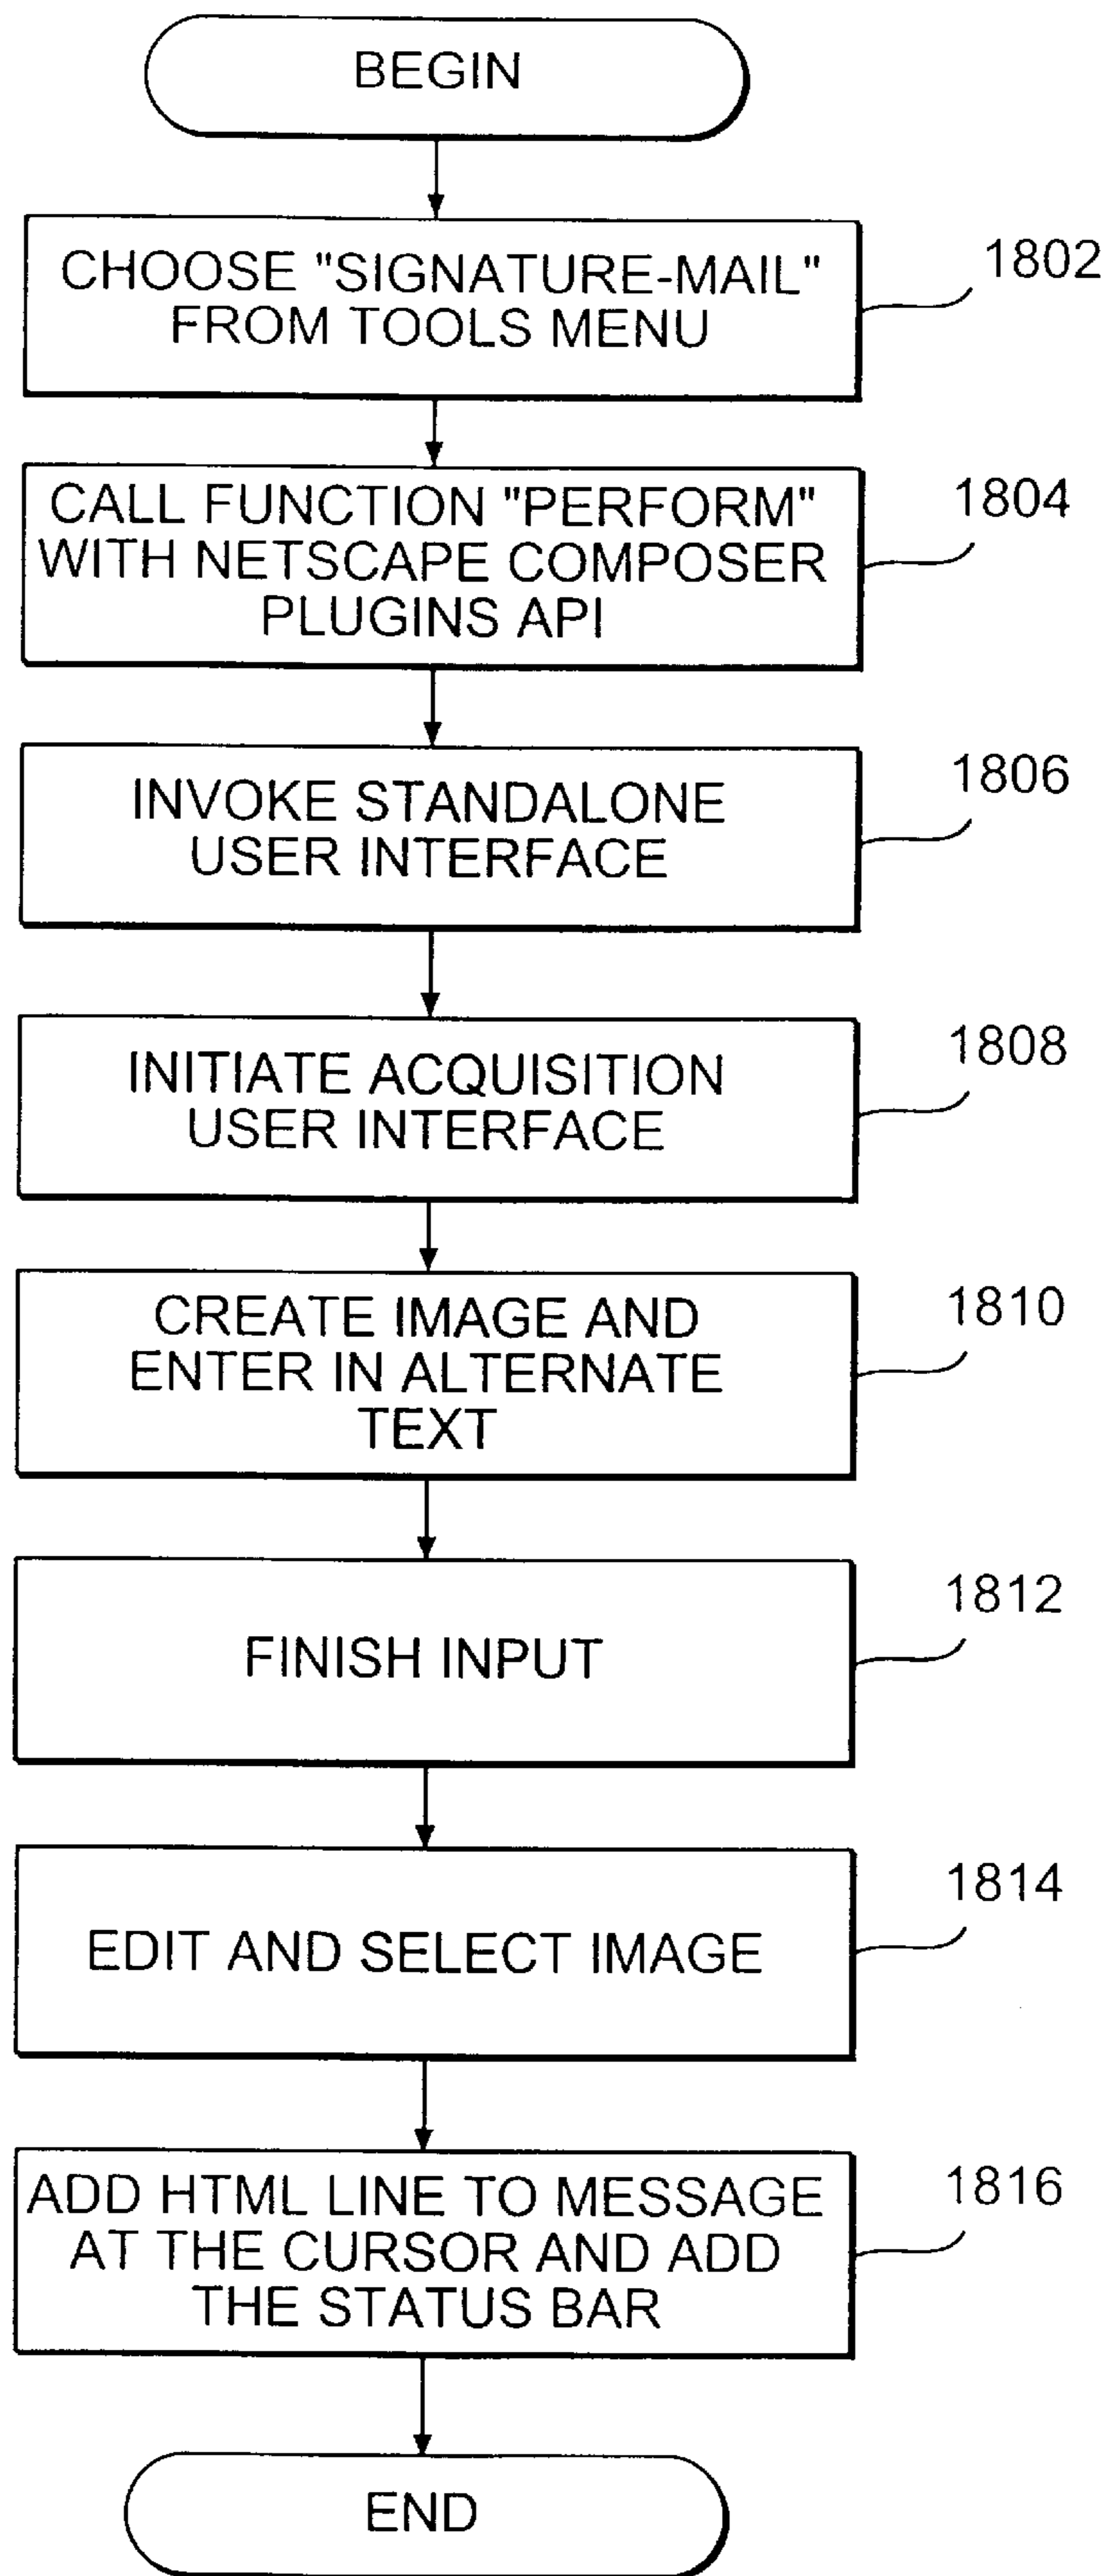 BEGIN
CHOOSE "SIGNATURE-MAIL"
FROM TOOLS MENU
1802
CALL FUNCTION "PERFORM"
WITH NETSCAPE COMPOSER
PLUGINS API
1804
INVOKE STANDALONE
USER INTERFACE
1806
INITIATE ACQUISITION
USER INTERFACE
1808
CREATE IMAGE AND
ENTER IN ALTERNATE
TEXT
1810
FINISH INPUT
1812
EDIT AND SELECT IMAGE
1814
ADD HTML LINE TO MESSAGE
AT THE CURSOR AND ADD
THE STATUS BAR
1816
END